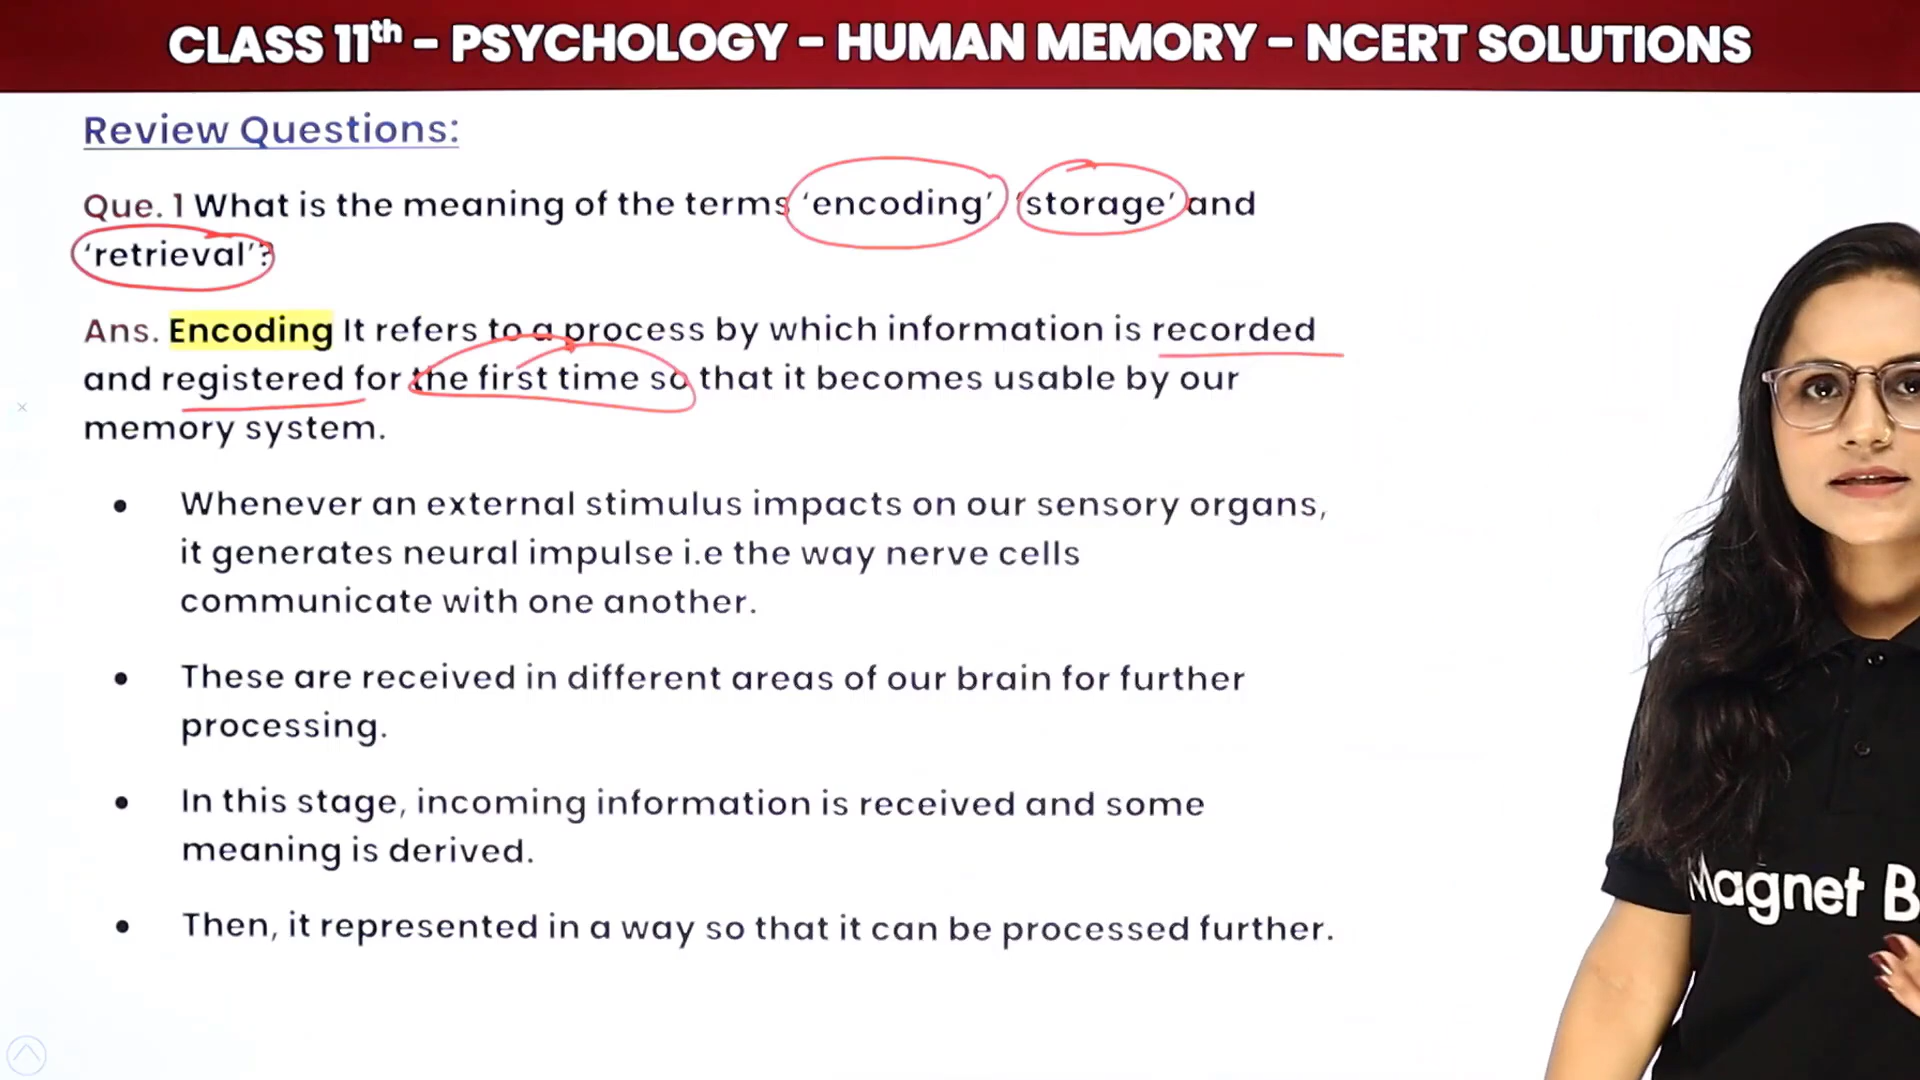 CLASS 11th – PSYCHOLOGY – HUMAN MEMORY – NCERT SOLUTIONS
Review Questions:
Que. 1 What is the meaning of the terms ‘encoding’, ‘storage’ and
‘retrieval’?
Ans. Encoding It refers to a process by which information is recorded
and registered for the first time so that it becomes usable by our
memory system.
• Whenever an external stimulus impacts on our sensory organs,
it generates neural impulse i.e the way nerve cells
communicate with one another.
• These are received in different areas of our brain for further
processing.
• In this stage, incoming information is received and some
meaning is derived.
• Then, it represented in a way so that it can be processed further.
Magnet B